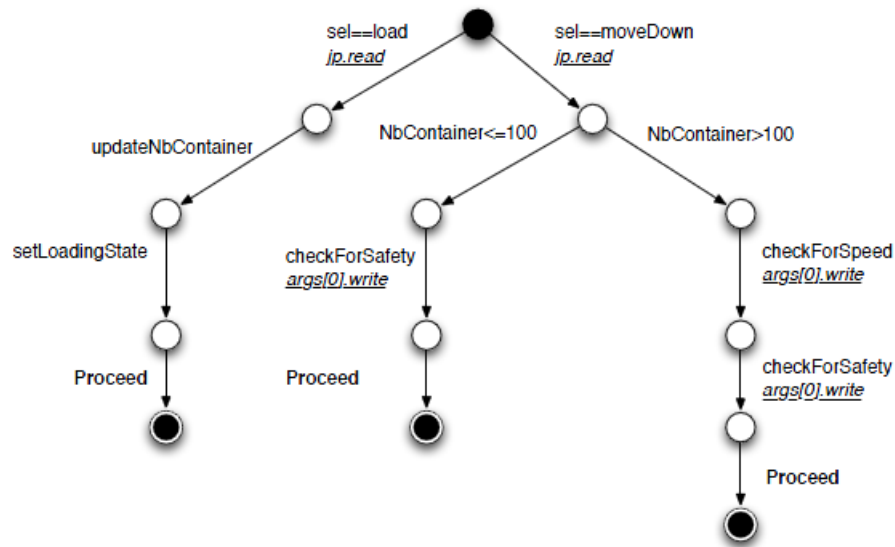 sel==load
jp.read
sel==moveDown
jp.read
NbContainer<=100
NbContainer>100
updateNbContainer
setLoadingState
checkForSafety
args[0].write
checkForSpeed
args[0].write
Proceed
Proceed
checkForSafety
args[0].write
Proceed